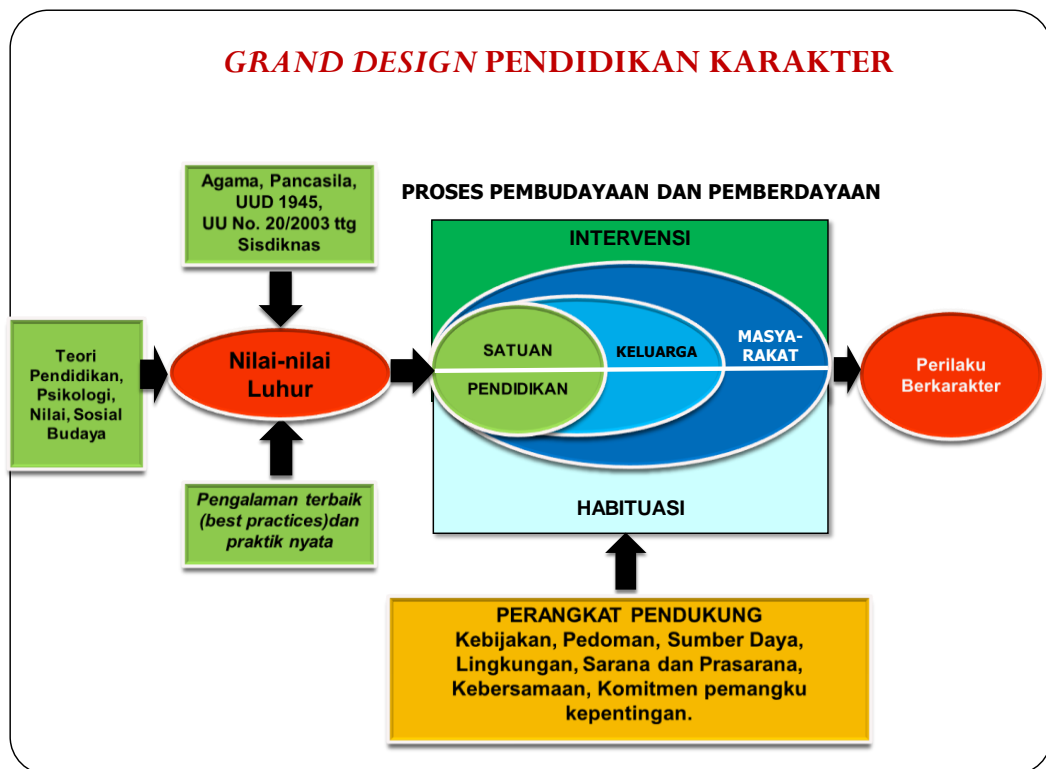 GRAND DESIGN PENDIDIKAN KARAKTER
Agama, Pancasila,
UUD 1945,
UU No. 20/2003 ttg
Sisdiknas
PROSES PEMBUDAYAAN DAN PEMBERDAYAAN
INTERVENSI
Teori
Pendidikan,
Psikologi,
Nilai, Sosial
Budaya
Nilai-nilai
Luhur
SATUAN
PENDIDIKAN
KELUARGA
MASYA-
RAKAT
Perilaku
Berkarakter
Pengalaman terbaik
(best practices)dan
praktik nyata
HABITUASI
PERANGKAT PENDUKUNG
Kebijakan, Pedoman, Sumber Daya,
Lingkungan, Sarana dan Prasarana,
Kebersamaan, Komitmen pemangku
kepentingan.